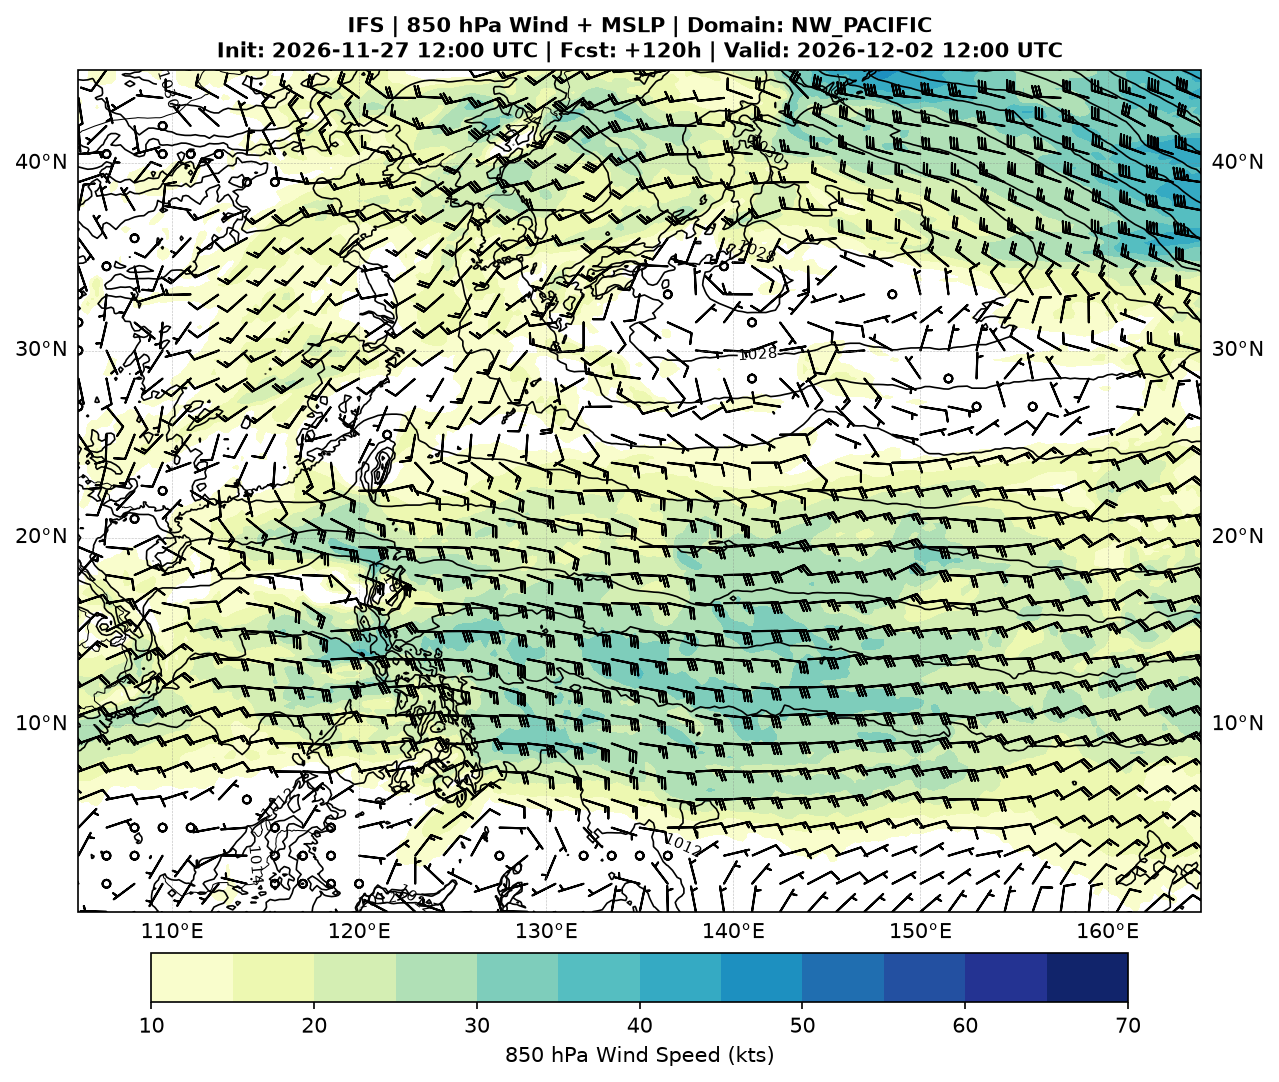 IFS | 850 hPa Wind + MSLP | Domain: NW_PACIFIC
Init: 2026-11-27 12:00 UTC | Fcst: +120h | Valid: 2026-12-02 12:00 UTC
40°N
40°N
1028
30°N
1028
30°N
20°N
20°N
10°N
10°N
1012
1012
1014
110°E
120°E
130°E
140°E
150°E
160°E
10
20
30
40
50
60
70
850 hPa Wind Speed (kts)